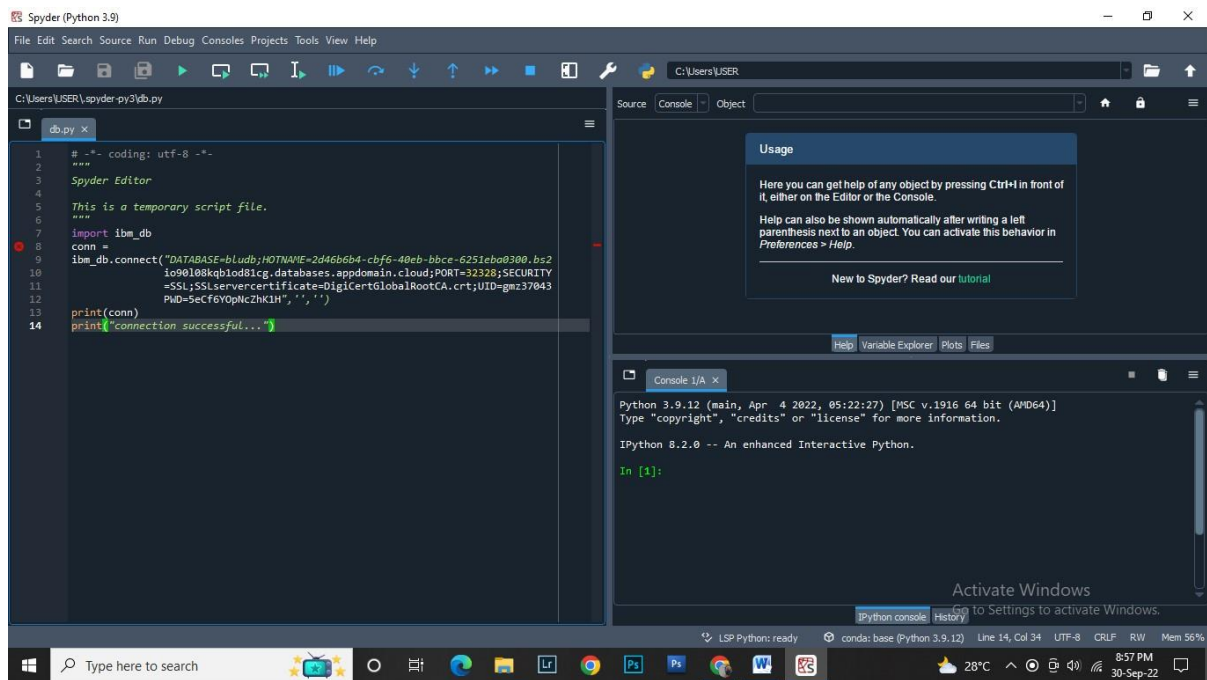 Spyder (Python 3.9)
File Edit Search Source Run Debug Consoles Projects Tools View Help
C:\Users\USER
C:\Users\USER\.spyder-py3\db.py
db.py
1 # -*- coding: utf-8 -*-
2 """
3 Spyder Editor
4
5 This is a temporary script file.
6 """
7 import ibm_db
8 conn =
9 ibm_db.connect("DATABASE=bludb;HOTNAME=2d46b6b4-cbf6-40eb-bbce-6251eba0300.bs2
10 io90l08kqb1od81cg.databases.appdomain.cloud;PORT=32328;SECURITY
11 =SSL;SSLservercertificate=DigiCertGlobalRootCA.crt;UID=gmz37043
12 PWD=5eCf6YOpNcZhK1H",'','')
13 print(conn)
14 print("connection successful...")
Source Console Object
Usage
Here you can get help of any object by pressing Ctrl+I in front of
it, either on the Editor or the Console.
Help can also be shown automatically after writing a left
parenthesis next to an object. You can activate this behavior in
Preferences > Help.
New to Spyder? Read our tutorial
Help Variable Explorer Plots Files
Console 1/A
Python 3.9.12 (main, Apr  4 2022, 05:22:27) [MSC v.1916 64 bit (AMD64)]
Type "copyright", "credits" or "license" for more information.
IPython 8.2.0 -- An enhanced Interactive Python.
In [1]:
Activate Windows
Go to Settings to activate Windows.
IPython console History
LSP Python: ready conda: base (Python 3.9.12) Line 14, Col 34 UTF-8 CRLF RW Mem 56%
Type here to search
Lr
Ps
Ps
W
28°C
8:57 PM
30-Sep-22